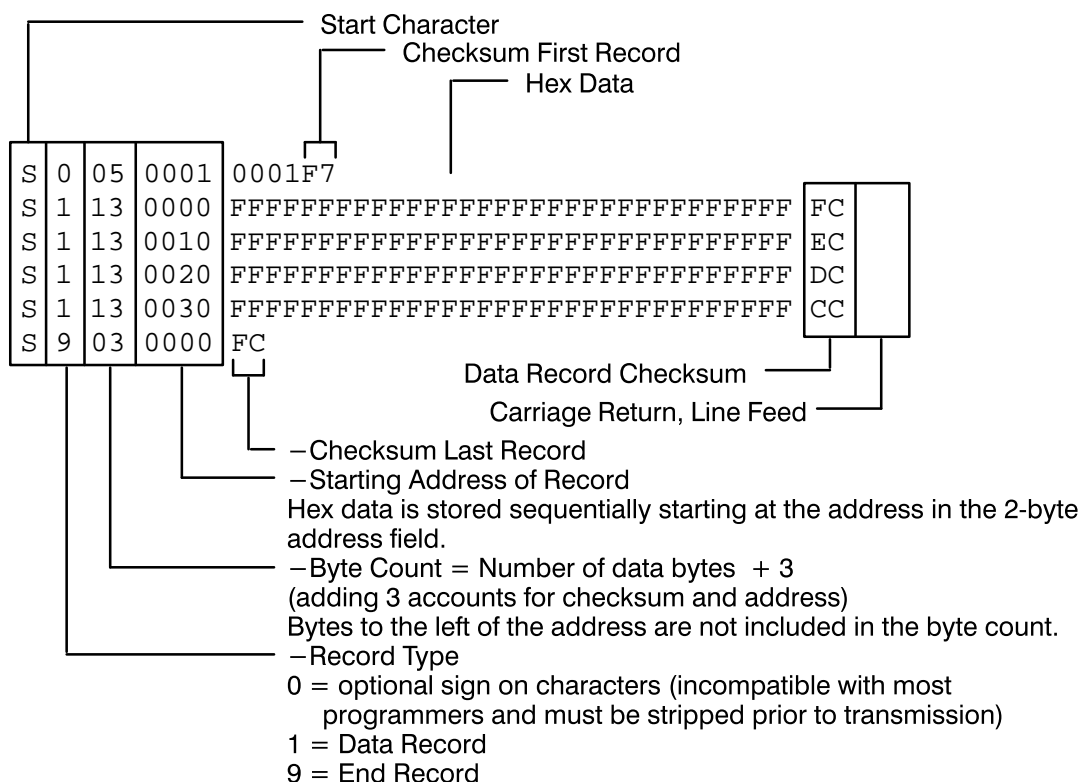 Start Character
Checksum First Record
Hex Data
S 0 05 0001 0001F7
S 1 13 0000 FFFFFFFFFFFFFFFFFFFFFFFFFFFFFFFF FC
S 1 13 0010 FFFFFFFFFFFFFFFFFFFFFFFFFFFFFFFF EC
S 1 13 0020 FFFFFFFFFFFFFFFFFFFFFFFFFFFFFFFF DC
S 1 13 0030 FFFFFFFFFFFFFFFFFFFFFFFFFFFFFFFF CC
S 9 03 0000 FC
Data Record Checksum
Carriage Return, Line Feed
–Checksum Last Record
–Starting Address of Record
Hex data is stored sequentially starting at the address in the 2-byte
address field.
–Byte Count = Number of data bytes + 3
(adding 3 accounts for checksum and address)
Bytes to the left of the address are not included in the byte count.
–Record Type
0 = optional sign on characters (incompatible with most
programmers and must be stripped prior to transmission)
1 = Data Record
9 = End Record